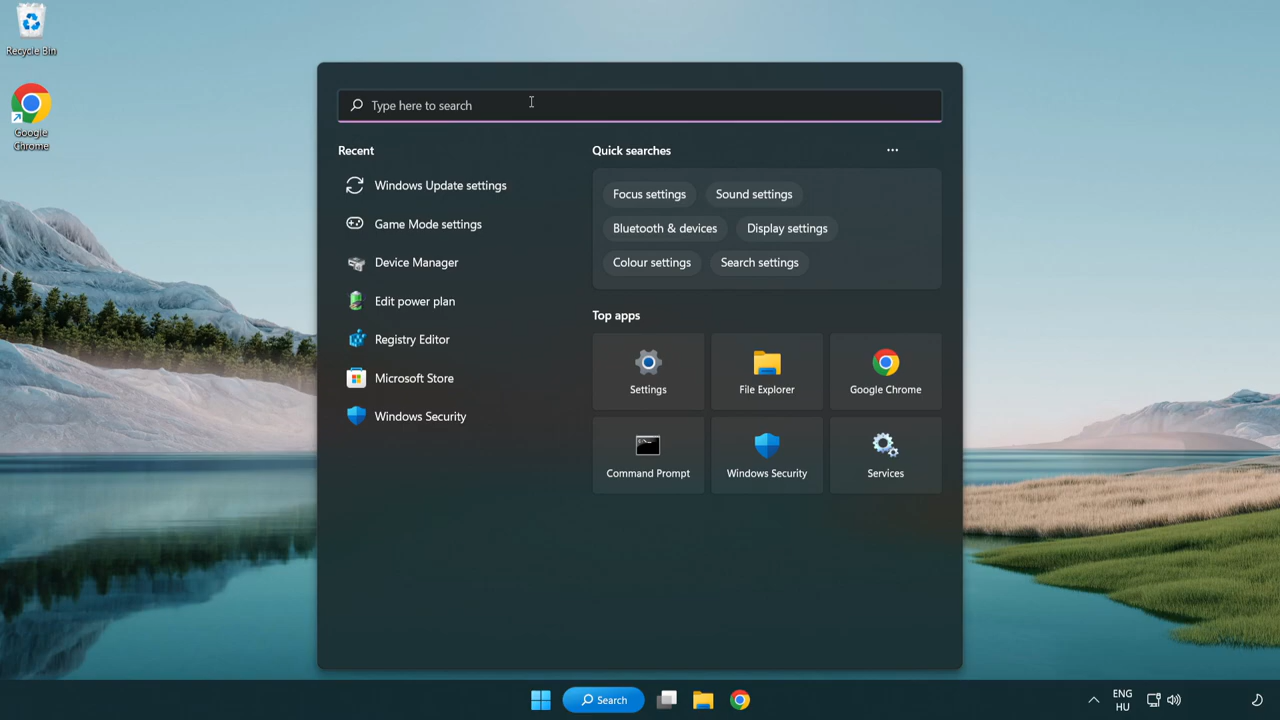 Recycle Bin
Google
Chrome
Type here to search
Recent
Windows Update settings
Game Mode settings
Device Manager
Edit power plan
Registry Editor
Microsoft Store
Windows Security
Quick searches
Focus settings
Sound settings
Bluetooth & devices
Display settings
Colour settings
Search settings
Top apps
Settings
File Explorer
Google Chrome
Command Prompt
Windows Security
Services
Search
ENG
HU